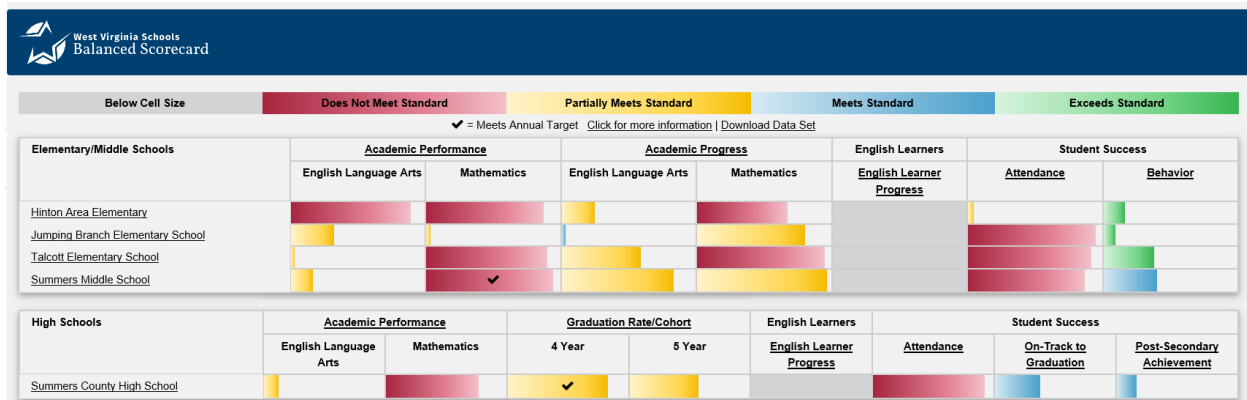 West Virginia Schools
Balanced Scorecard
Below Cell Size Does Not Meet Standard Partially Meets Standard Meets Standard Exceeds Standard
✔ = Meets Annual Target Click for more information | Download Data Set
Elementary/Middle Schools Academic Performance Academic Progress English Learners Student Success
English Language Arts Mathematics English Language Arts Mathematics English Learner Attendance Behavior
Progress
Hinton Area Elementary
Jumping Branch Elementary School
Talcott Elementary School
Summers Middle School ✔
High Schools Academic Performance Graduation Rate/Cohort English Learners Student Success
English Language Mathematics 4 Year 5 Year English Learner Attendance On-Track to Post-Secondary
Arts Progress Graduation Achievement
Summers County High School ✔